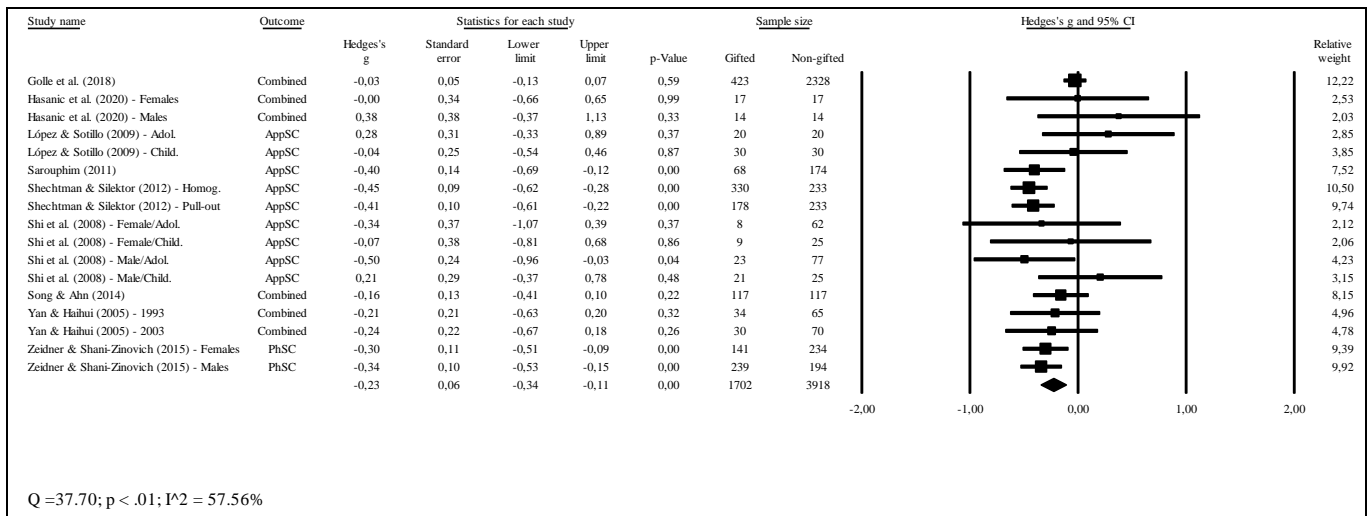 Study name Outcome Statistics for each study Sample size Hedges's g and 95% CI
Hedges's g Standard error Lower limit Upper limit p-Value Gifted Non-gifted Relative weight
Golle et al. (2018) Combined -0,03 0,05 -0,13 0,07 0,59 423 2328 12,22
Hasanic et al. (2020) - Females Combined -0,00 0,34 -0,66 0,65 0,99 17 17 2,53
Hasanic et al. (2020) - Males Combined 0,38 0,38 -0,37 1,13 0,33 14 14 2,03
López & Sotillo (2009) - Adol. AppSC 0,28 0,31 -0,33 0,89 0,37 20 20 2,85
López & Sotillo (2009) - Child. AppSC -0,04 0,25 -0,54 0,46 0,87 30 30 3,85
Sarouphim (2011) AppSC -0,40 0,14 -0,69 -0,12 0,00 68 174 7,52
Shechtman & Silektor (2012) - Homog. AppSC -0,45 0,09 -0,62 -0,28 0,00 330 233 10,50
Shechtman & Silektor (2012) - Pull-out AppSC -0,41 0,10 -0,61 -0,22 0,00 178 233 9,74
Shi et al. (2008) - Female/Adol. AppSC -0,34 0,37 -1,07 0,39 0,37 8 62 2,12
Shi et al. (2008) - Female/Child. AppSC -0,07 0,38 -0,81 0,68 0,86 9 25 2,06
Shi et al. (2008) - Male/Adol. AppSC -0,50 0,24 -0,96 -0,03 0,04 23 77 4,23
Shi et al. (2008) - Male/Child. AppSC 0,21 0,29 -0,37 0,78 0,48 21 25 3,15
Song & Ahn (2014) Combined -0,16 0,13 -0,41 0,10 0,22 117 117 8,15
Yan & Haihui (2005) - 1993 Combined -0,21 0,21 -0,63 0,20 0,32 34 65 4,96
Yan & Haihui (2005) - 2003 Combined -0,24 0,22 -0,67 0,18 0,26 30 70 4,78
Zeidner & Shani-Zinovich (2015) - Females PhSC -0,30 0,11 -0,51 -0,09 0,00 141 234 9,39
Zeidner & Shani-Zinovich (2015) - Males PhSC -0,34 0,10 -0,53 -0,15 0,00 239 194 9,92
-0,23 0,06 -0,34 -0,11 0,00 1702 3918
-2,00 -1,00 0,00 1,00 2,00
Q =37.70; p < .01; I^2 = 57.56%